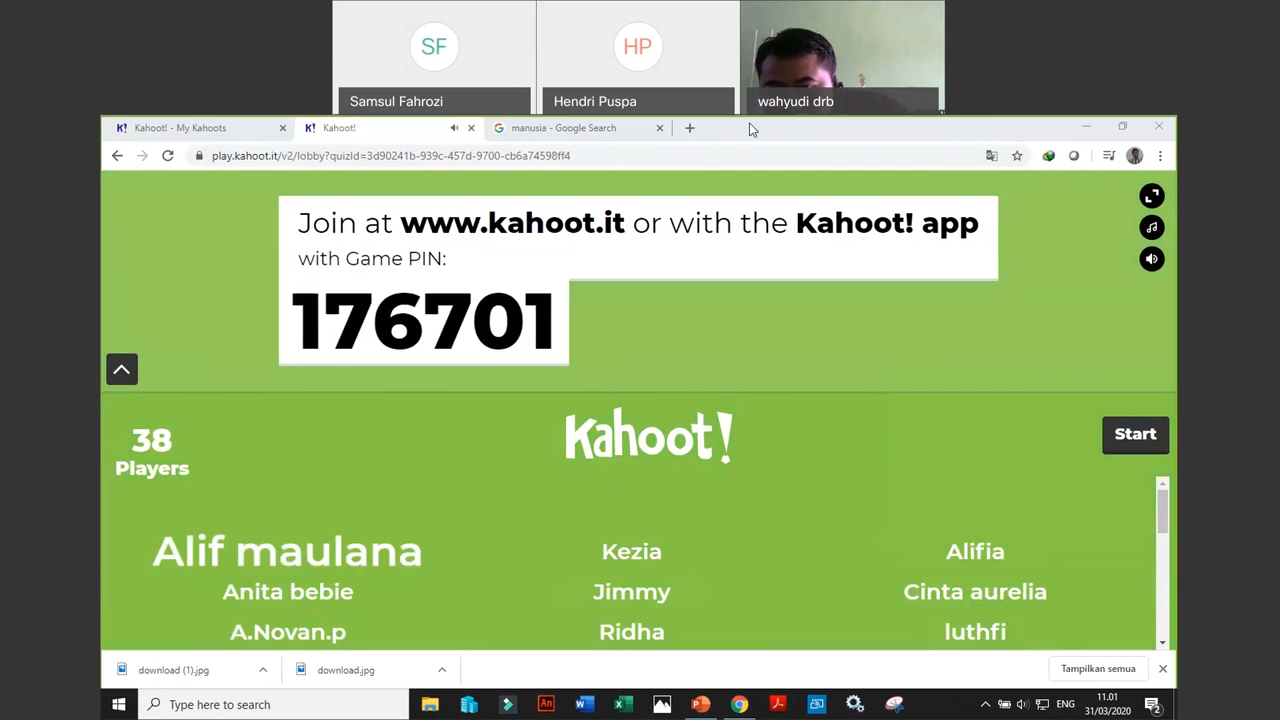 SF
HP
Samsul Fahrozi
Hendri Puspa
wahyudi drb
K! Kahoot! - My Kahoots
K! Kahoot!
G manusia - Google Search
play.kahoot.it/v2/lobby?quizId=3d90241b-939c-457d-9700-cb6a74598ff4
Join at www.kahoot.it or with the Kahoot! app
with Game PIN:
176701
38
Players
Kahoot!
Start
Alif maulana
Kezia
Alifia
Anita bebie
Jimmy
Cinta aurelia
A.Novan.p
Ridha
luthfi
download (1).jpg
download.jpg
Tampilkan semua
Type here to search
An
ENG
11.01
31/03/2020
2